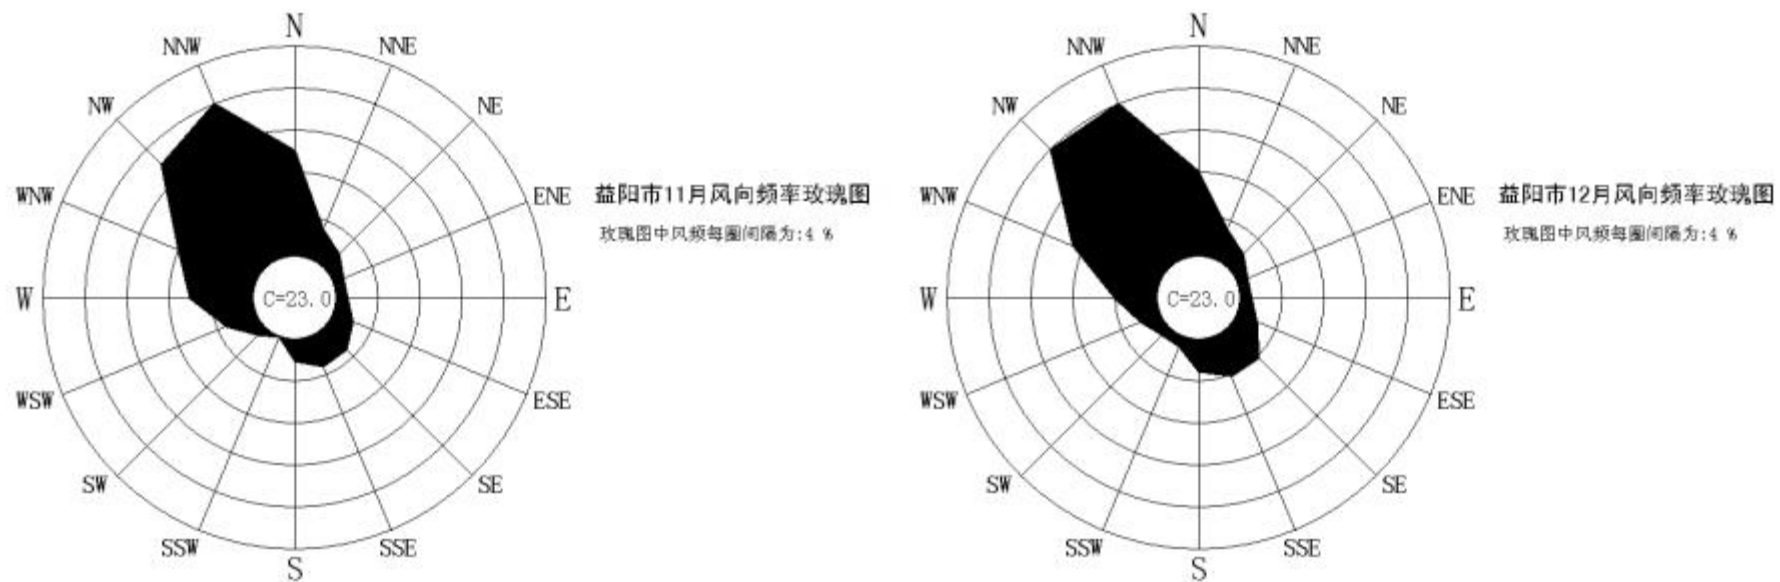 N
NNW
NNE
NW
NE
WNW
ENE
W
C=23.0
E
WSW
ESE
SW
SE
SSW
SSE
S
益阳市11月风向频率玫瑰图
玫瑰图中风频每圈间隔为:4 %
N
NNW
NNE
NW
NE
WNW
ENE
W
C=23.0
E
WSW
ESE
SW
SE
SSW
SSE
S
益阳市12月风向频率玫瑰图
玫瑰图中风频每圈间隔为:4 %